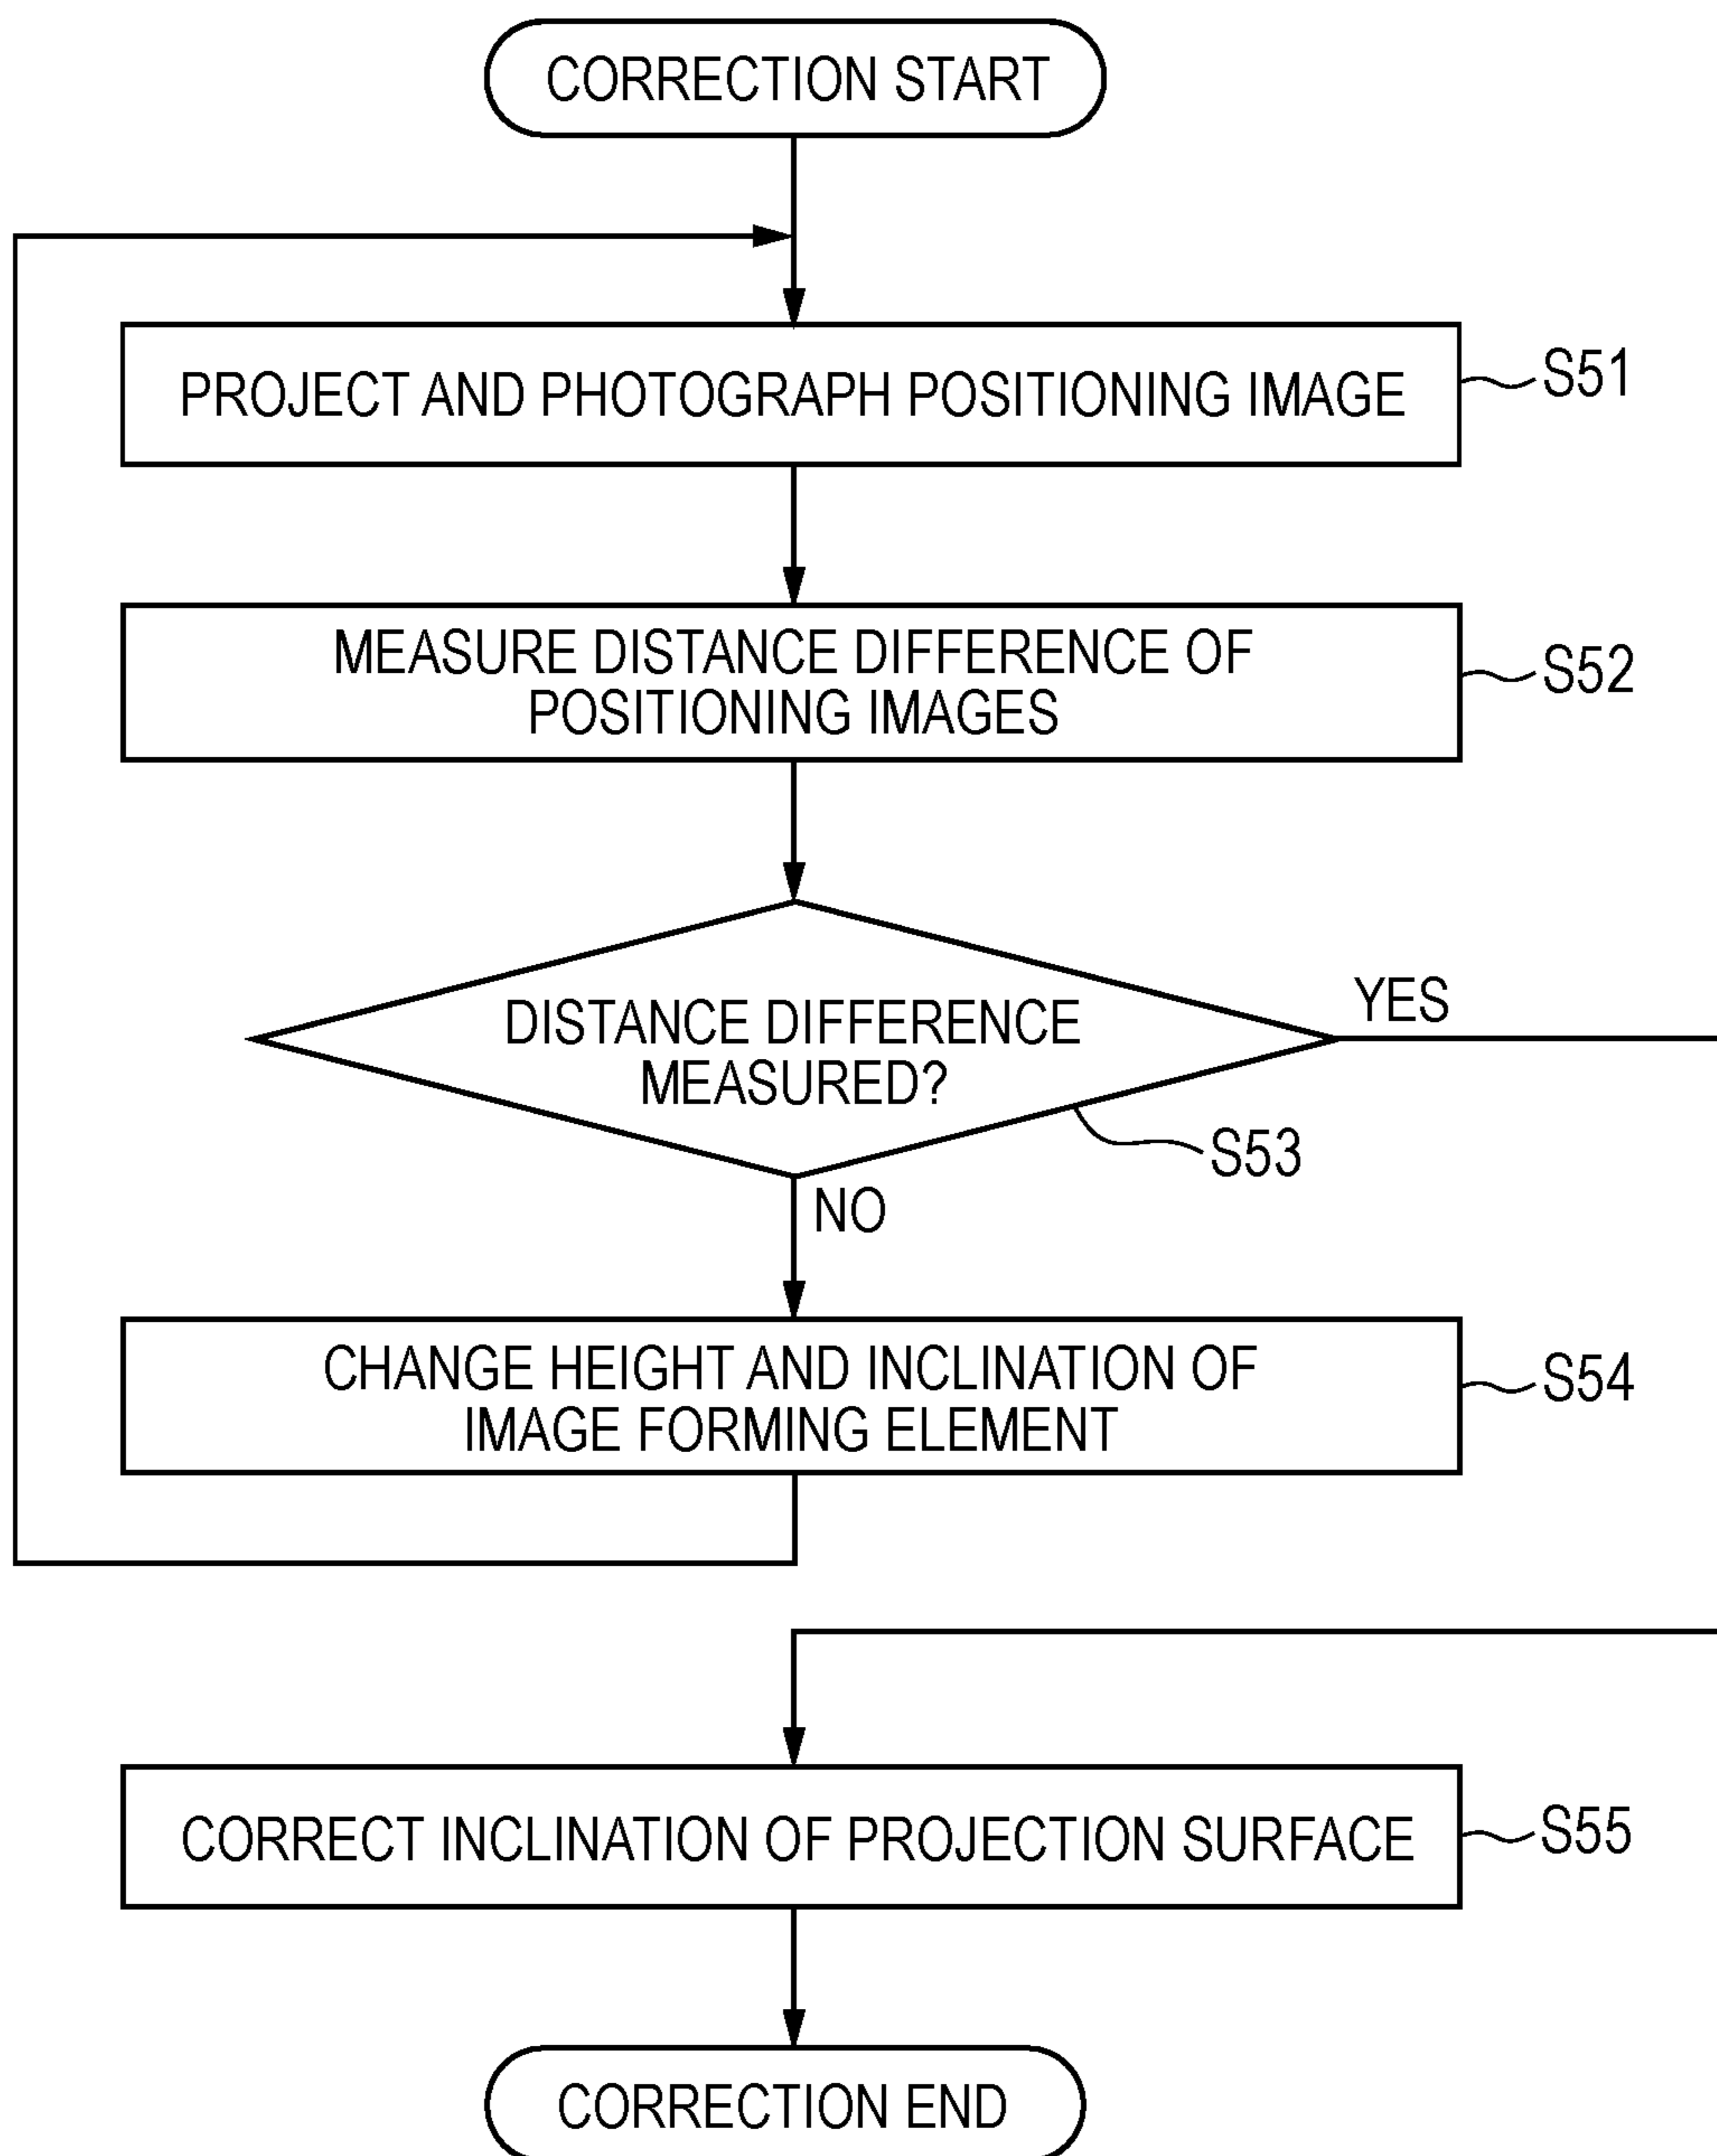 CORRECTION START
PROJECT AND PHOTOGRAPH POSITIONING IMAGE
S51
MEASURE DISTANCE DIFFERENCE OF
POSITIONING IMAGES
S52
DISTANCE DIFFERENCE
MEASURED?
YES
S53
NO
CHANGE HEIGHT AND INCLINATION OF
IMAGE FORMING ELEMENT
S54
CORRECT INCLINATION OF PROJECTION SURFACE
S55
CORRECTION END